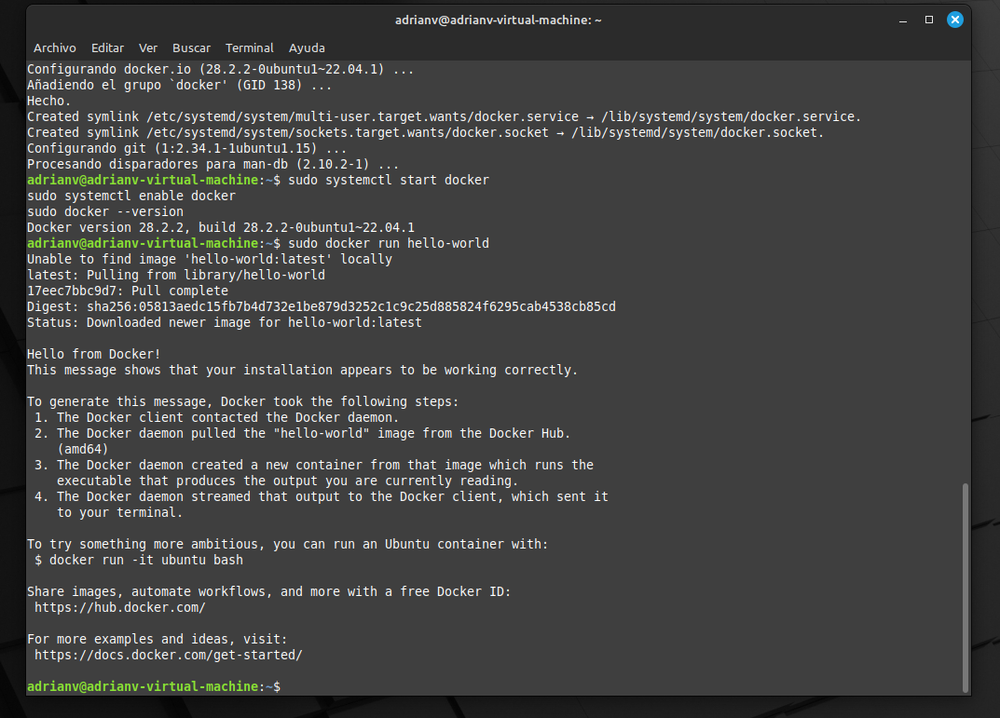 adrianv@adrianv-virtual-machine: ~
Archivo Editar Ver Buscar Terminal Ayuda
Configurando docker.io (28.2.2-0ubuntu1~22.04.1) ...
Añadiendo el grupo `docker' (GID 138) ...
Hecho.
Created symlink /etc/systemd/system/multi-user.target.wants/docker.service → /lib/systemd/system/docker.service.
Created symlink /etc/systemd/system/sockets.target.wants/docker.socket → /lib/systemd/system/docker.socket.
Configurando git (1:2.34.1-1ubuntu1.15) ...
Procesando disparadores para man-db (2.10.2-1) ...
adrianv@adrianv-virtual-machine:~$ sudo systemctl start docker
sudo systemctl enable docker
sudo docker --version
Docker version 28.2.2, build 28.2.2-0ubuntu1~22.04.1
adrianv@adrianv-virtual-machine:~$ sudo docker run hello-world
Unable to find image 'hello-world:latest' locally
latest: Pulling from library/hello-world
17eec7bbc9d7: Pull complete
Digest: sha256:05813aedc15fb7b4d732e1be879d3252c1c9c25d885824f6295cab4538cb85cd
Status: Downloaded newer image for hello-world:latest

Hello from Docker!
This message shows that your installation appears to be working correctly.

To generate this message, Docker took the following steps:
 1. The Docker client contacted the Docker daemon.
 2. The Docker daemon pulled the "hello-world" image from the Docker Hub.
    (amd64)
 3. The Docker daemon created a new container from that image which runs the
    executable that produces the output you are currently reading.
 4. The Docker daemon streamed that output to the Docker client, which sent it
    to your terminal.

To try something more ambitious, you can run an Ubuntu container with:
 $ docker run -it ubuntu bash

Share images, automate workflows, and more with a free Docker ID:
 https://hub.docker.com/

For more examples and ideas, visit:
 https://docs.docker.com/get-started/

adrianv@adrianv-virtual-machine:~$